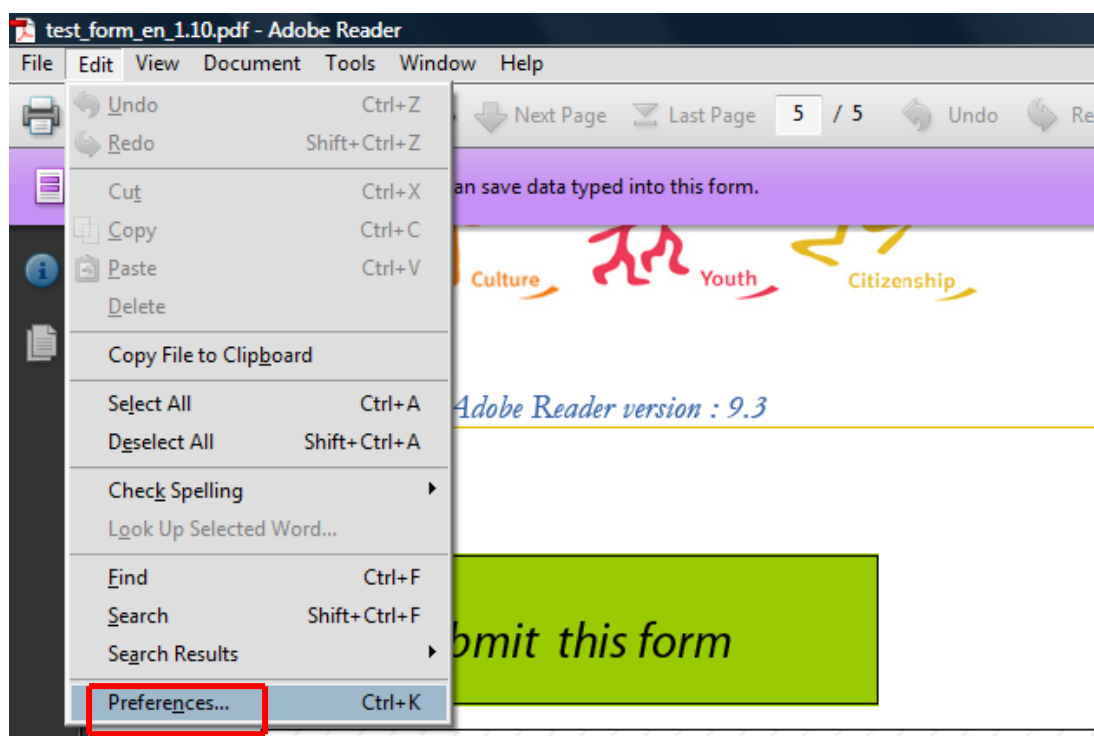 test_form_en_1.10.pdf - Adobe Reader
File Edit View Document Tools Window Help
Next Page Last Page 5 / 5 Undo Re
an save data typed into this form.
Undo Ctrl+Z
Redo Shift+Ctrl+Z
Cut Ctrl+X
Copy Ctrl+C
Paste Ctrl+V
Delete
Copy File to Clipboard
Select All Ctrl+A
Deselect All Shift+Ctrl+A
Check Spelling
Look Up Selected Word...
Find Ctrl+F
Search Shift+Ctrl+F
Search Results
Preferences... Ctrl+K
Culture Youth Citizenship
Adobe Reader version : 9.3
bmit this form